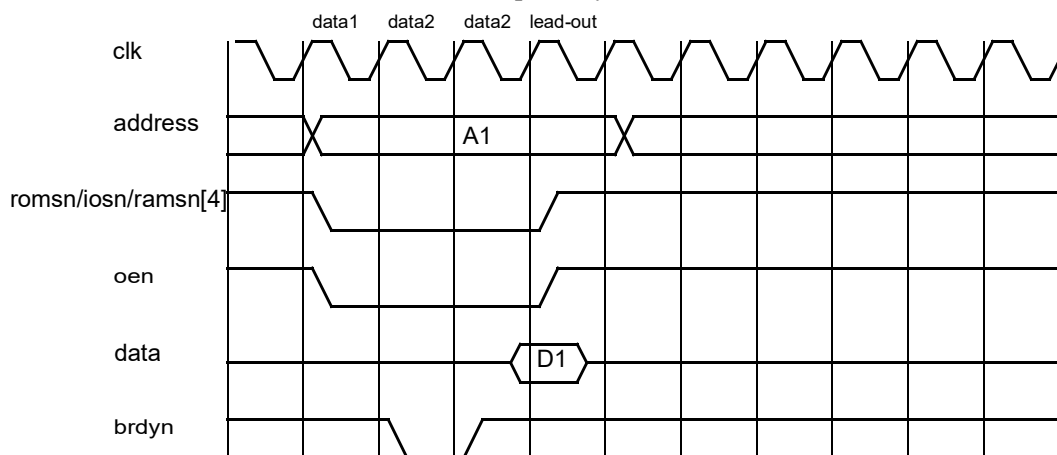 data1 data2 data2 lead-out
clk
address
A1
romsn/iosn/ramsn[4]
oen
data
D1
brdyn